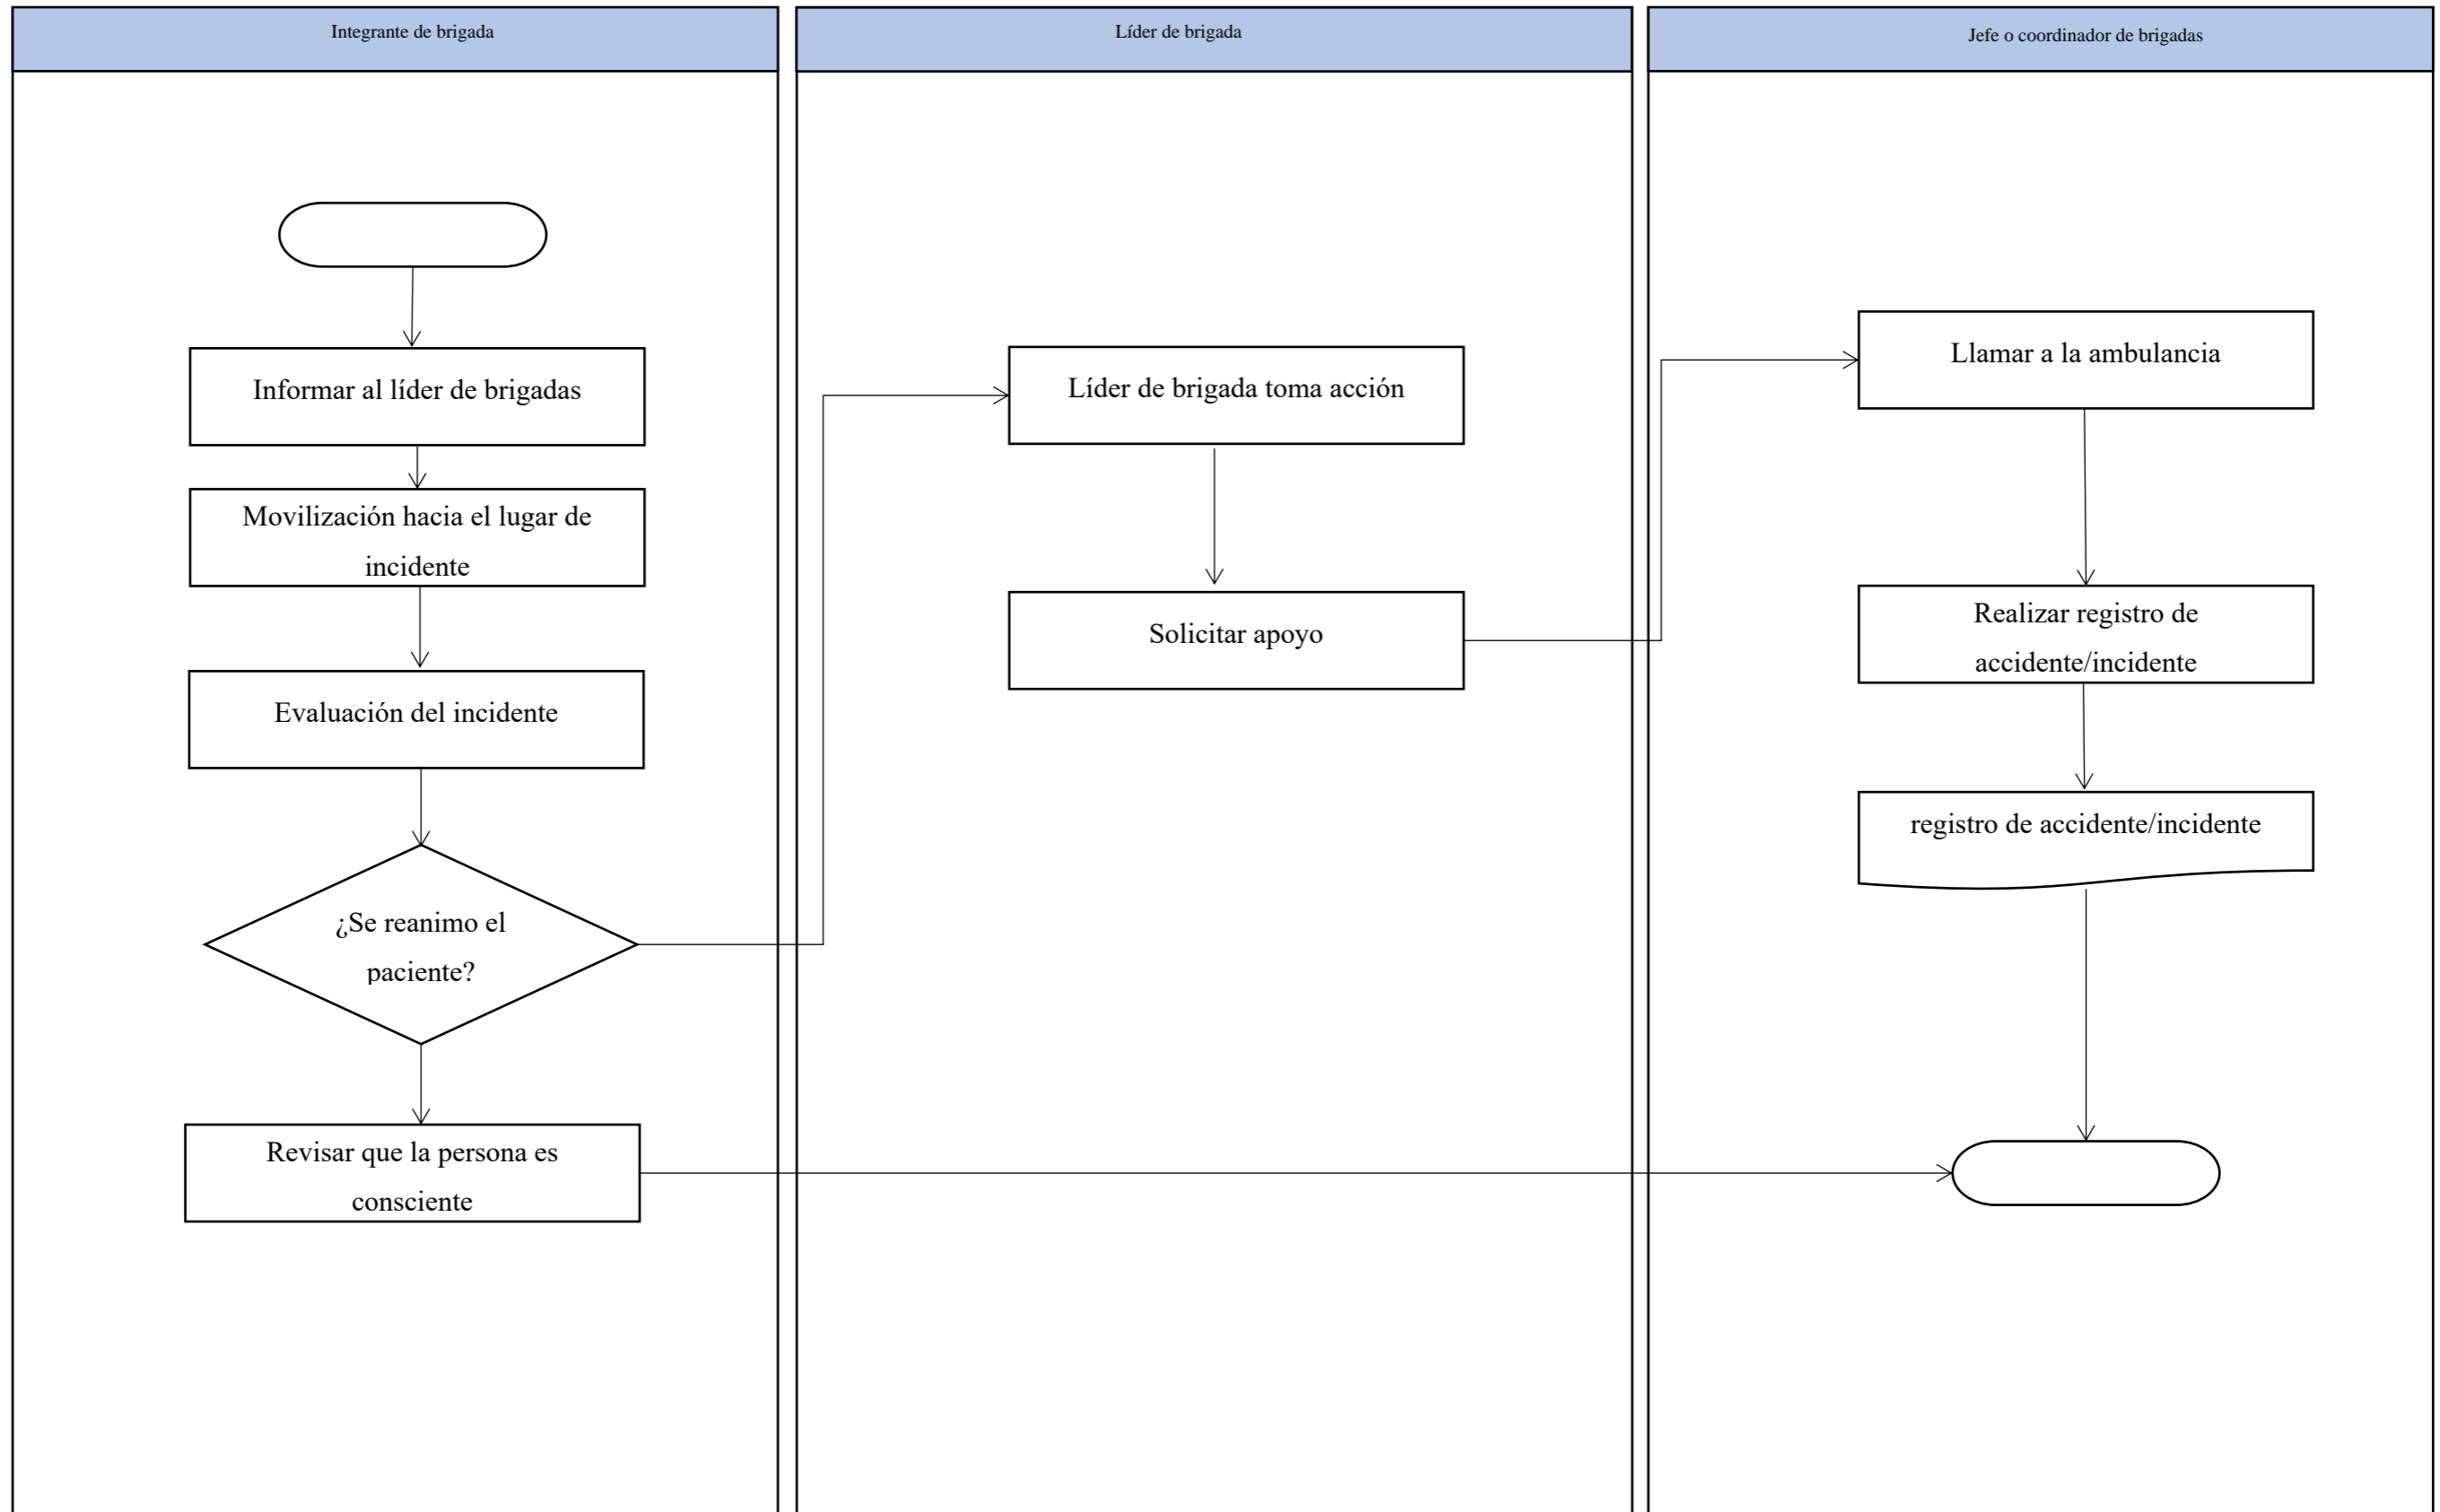 Integrante de brigada
Líder de brigada
Jefe o coordinador de brigadas
Informar al líder de brigadas
Movilización hacia el lugar de
incidente
Evaluación del incidente
¿Se reanimo el
paciente?
Revisar que la persona es
consciente
Líder de brigada toma acción
Solicitar apoyo
Llamar a la ambulancia
Realizar registro de
accidente/incidente
registro de accidente/incidente